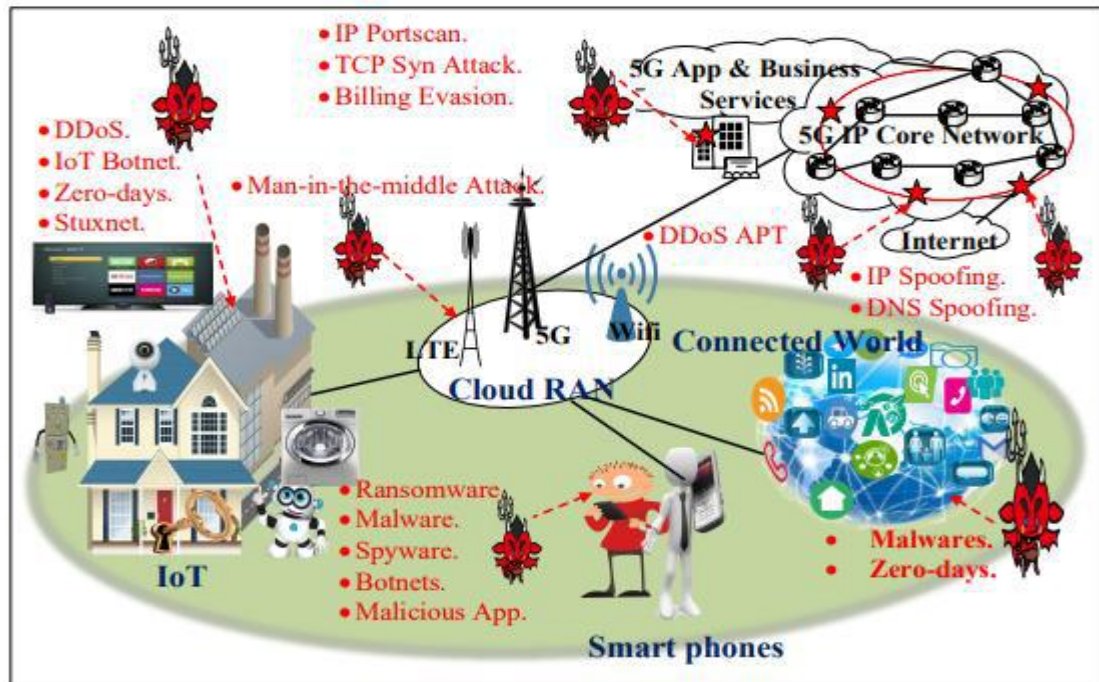 • IP Portscan.
• TCP Syn Attack.
• Billing Evasion.
5G App & Business
Services
5G IP Core Network
Internet
• DDoS.
• IoT Botnet.
• Zero-days.
• Stuxnet.
• Man-in-the-middle Attack.
• DDoS APT
• IP Spoofing.
• DNS Spoofing.
LTE
5G
Wifi
Cloud RAN
Connected World
in
IoT
• Ransomware
• Malware.
• Spyware.
• Botnets.
• Malicious App.
Smart phones
• Malwares.
• Zero-days.